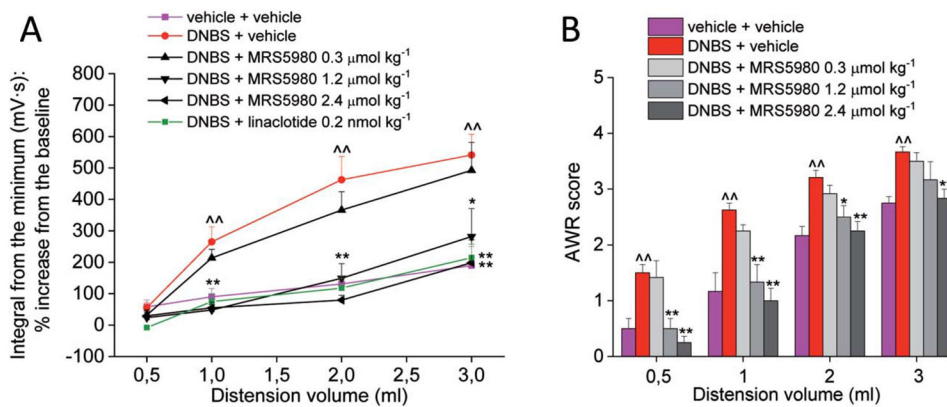 A
vehicle + vehicle
DNBS + vehicle
DNBS + MRS5980 0.3 μmol kg⁻¹
DNBS + MRS5980 1.2 μmol kg⁻¹
DNBS + MRS5980 2.4 μmol kg⁻¹
DNBS + linaclotide 0.2 nmol kg⁻¹
Integral from the minimum (mV·s):
% increase from the baseline
800
700
600
500
400
300
200
100
0
-100
^^
^^
^^
**
**
*
**
**
0,5 1,0 1,5 2,0 2,5 3,0
Distension volume (ml)
B
vehicle + vehicle
DNBS + vehicle
DNBS + MRS5980 0.3 μmol kg⁻¹
DNBS + MRS5980 1.2 μmol kg⁻¹
DNBS + MRS5980 2.4 μmol kg⁻¹
AWR score
5
4
3
2
1
0
^^
**
**
^^
**
**
^^
*
**
^^
0,5 1 2 3
Distension volume (ml)